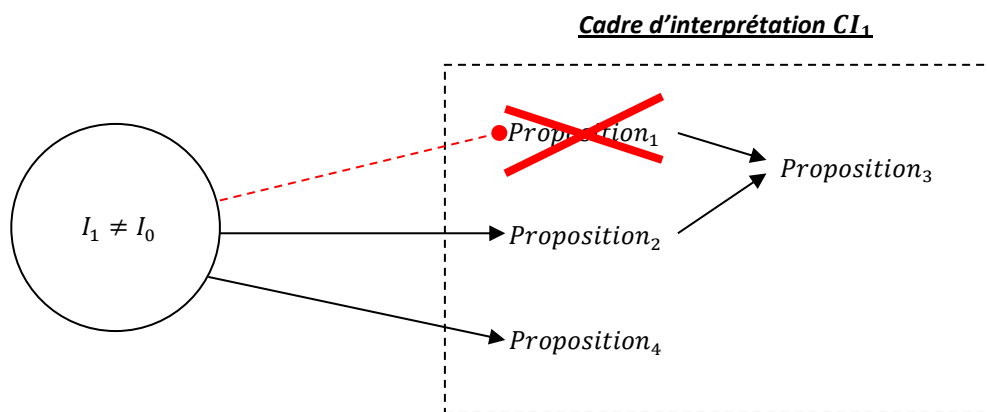 Cadre d'interprétation CI₁
Proposition₁
Proposition₃
I₁ ≠ I₀
Proposition₂
Proposition₄